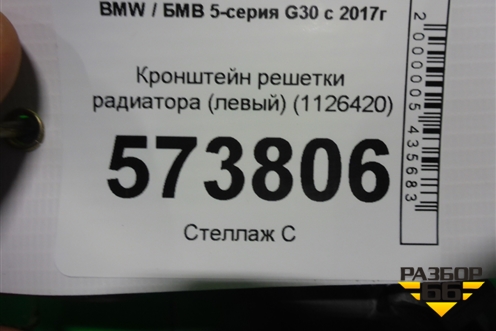 BMW / БМВ 5-серия G30 с 2017г
Кронштейн решетки
радиатора (левый) (1126420)
573806
Стеллаж С
2000005435683
РАЗБОР
66